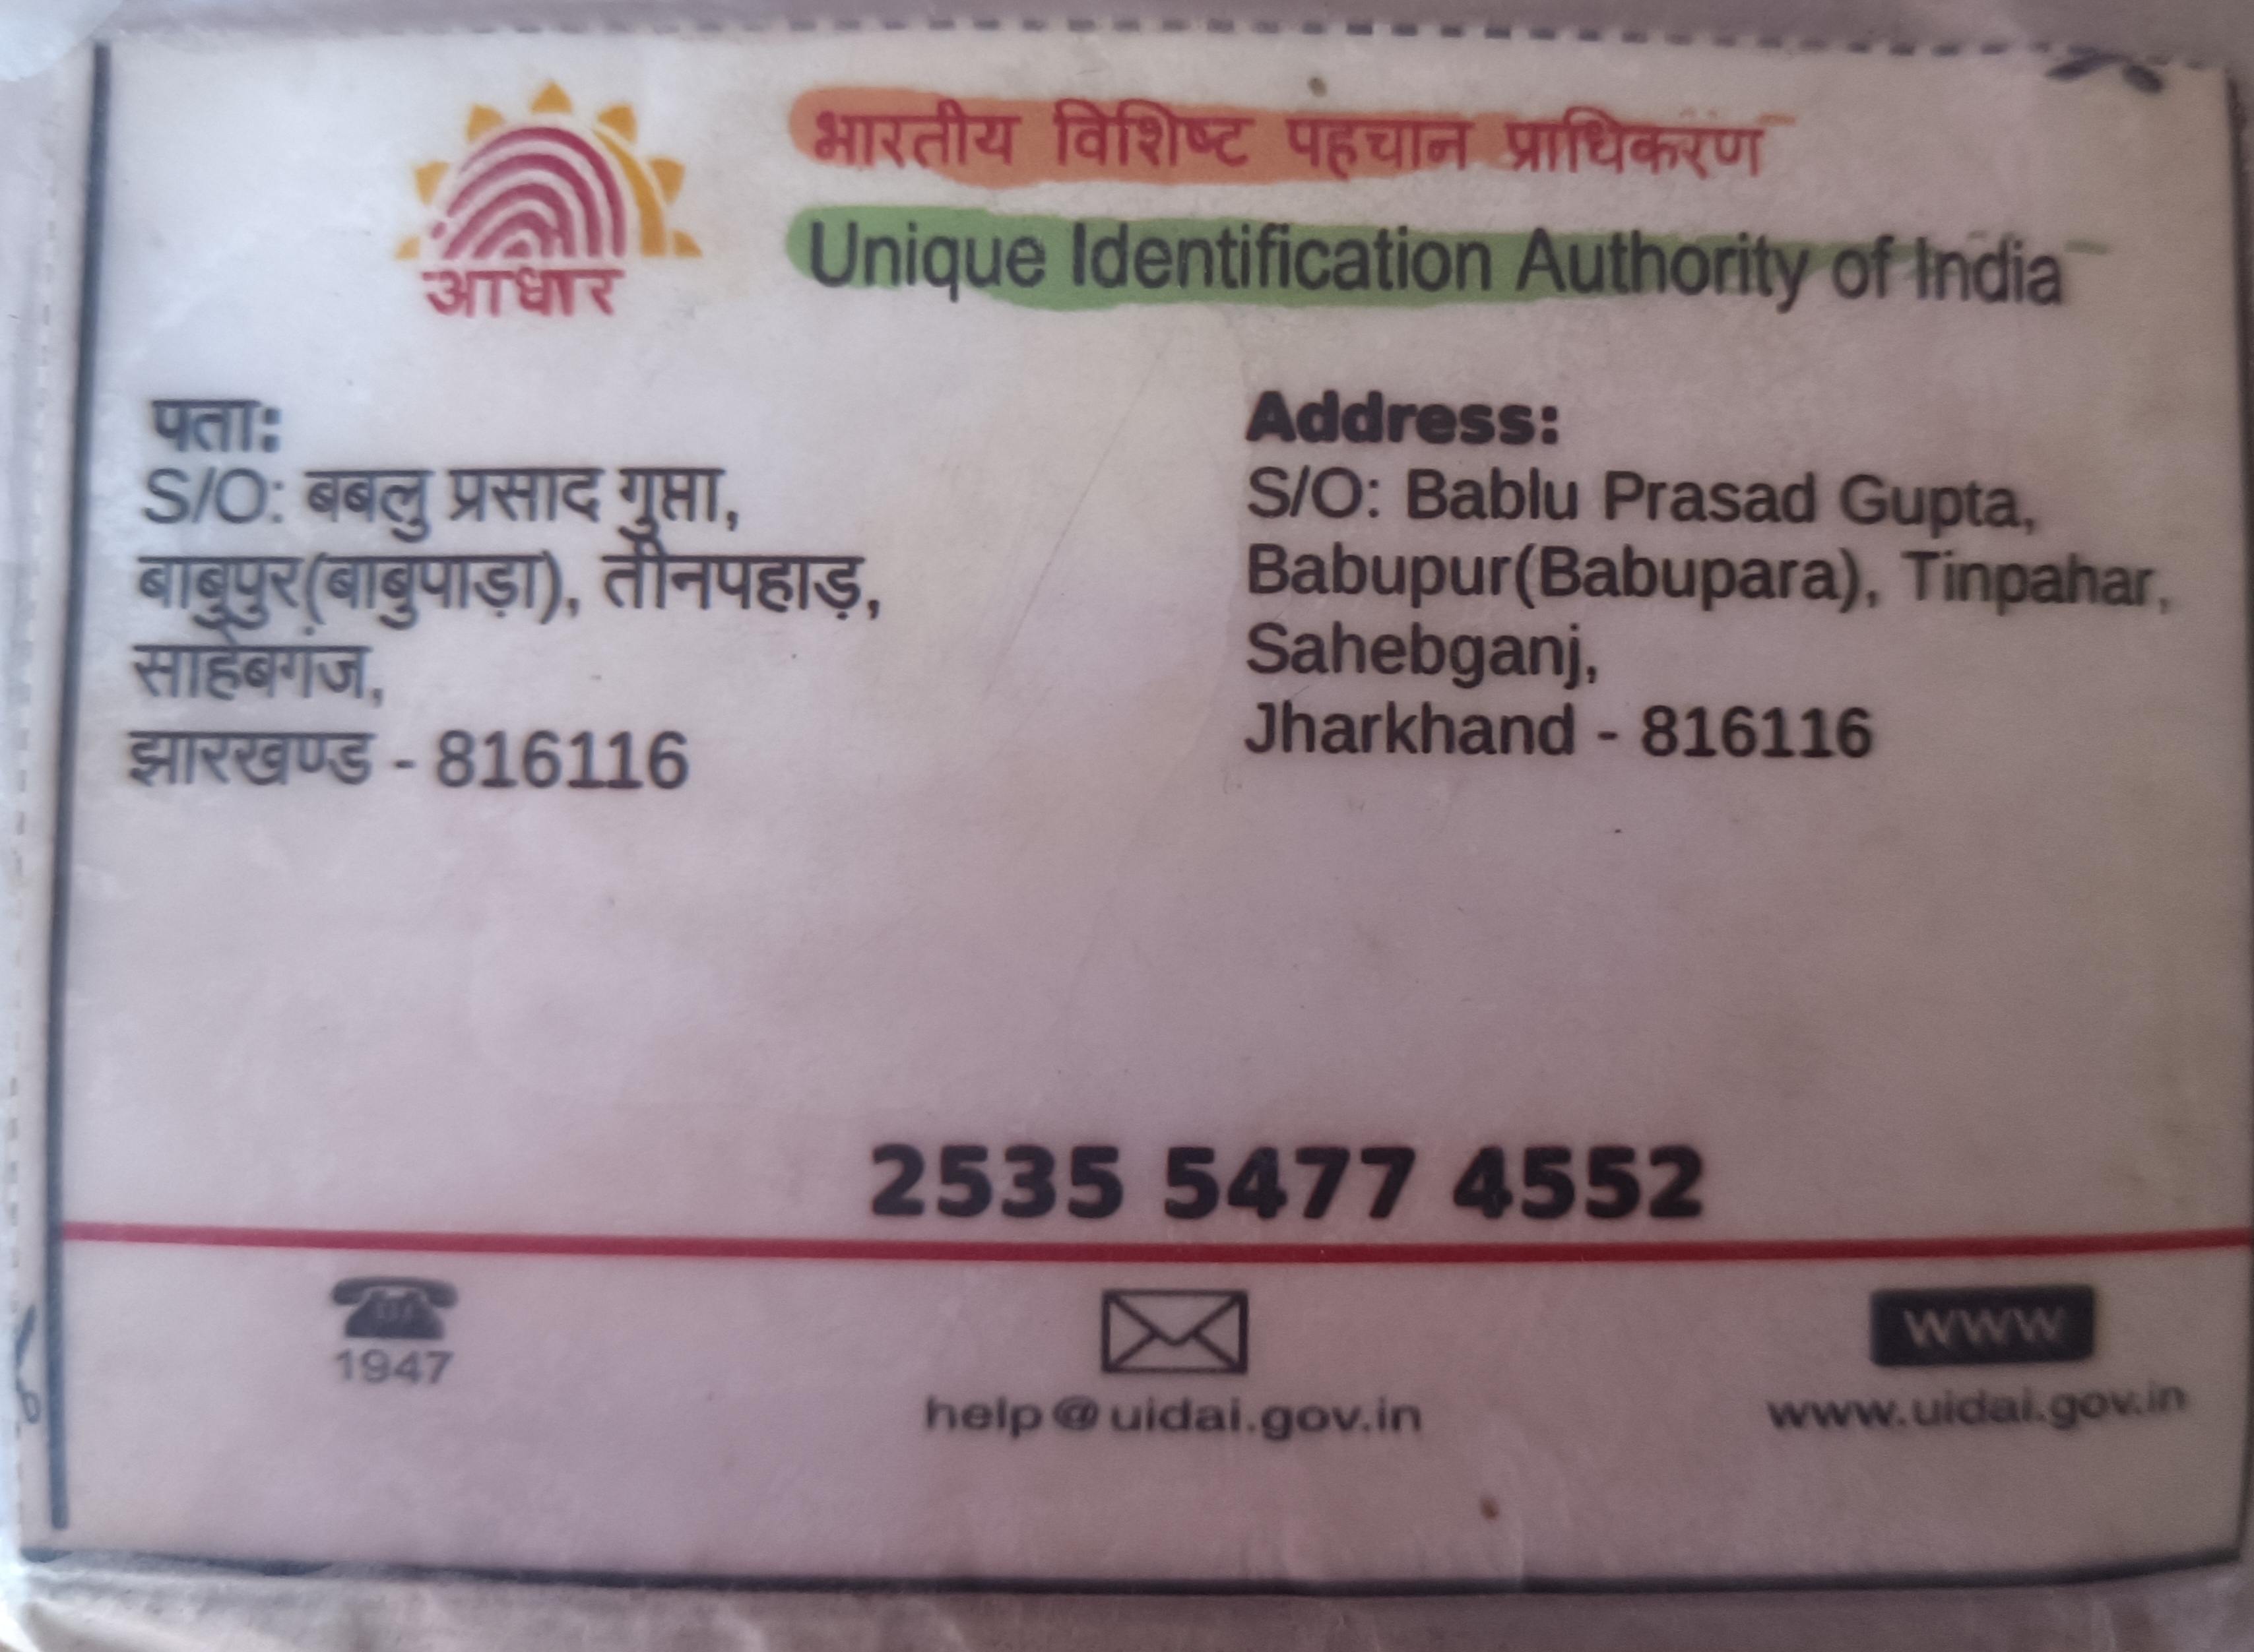 भारतीय विशिष्ट पहचान प्राधिकरण
Unique Identification Authority of India
आधार
पता:
S/O: बबलु प्रसाद गुप्ता,
बाबुपुर(बाबुपाड़ा), तीनपहाड़,
साहेबगंज,
झारखण्ड - 816116
Address:
S/O: Bablu Prasad Gupta,
Babupur(Babupara), Tinpahar,
Sahebganj,
Jharkhand - 816116
2535 5477 4552
1947
help@uidai.gov.in
WWW
www.uidai.gov.in